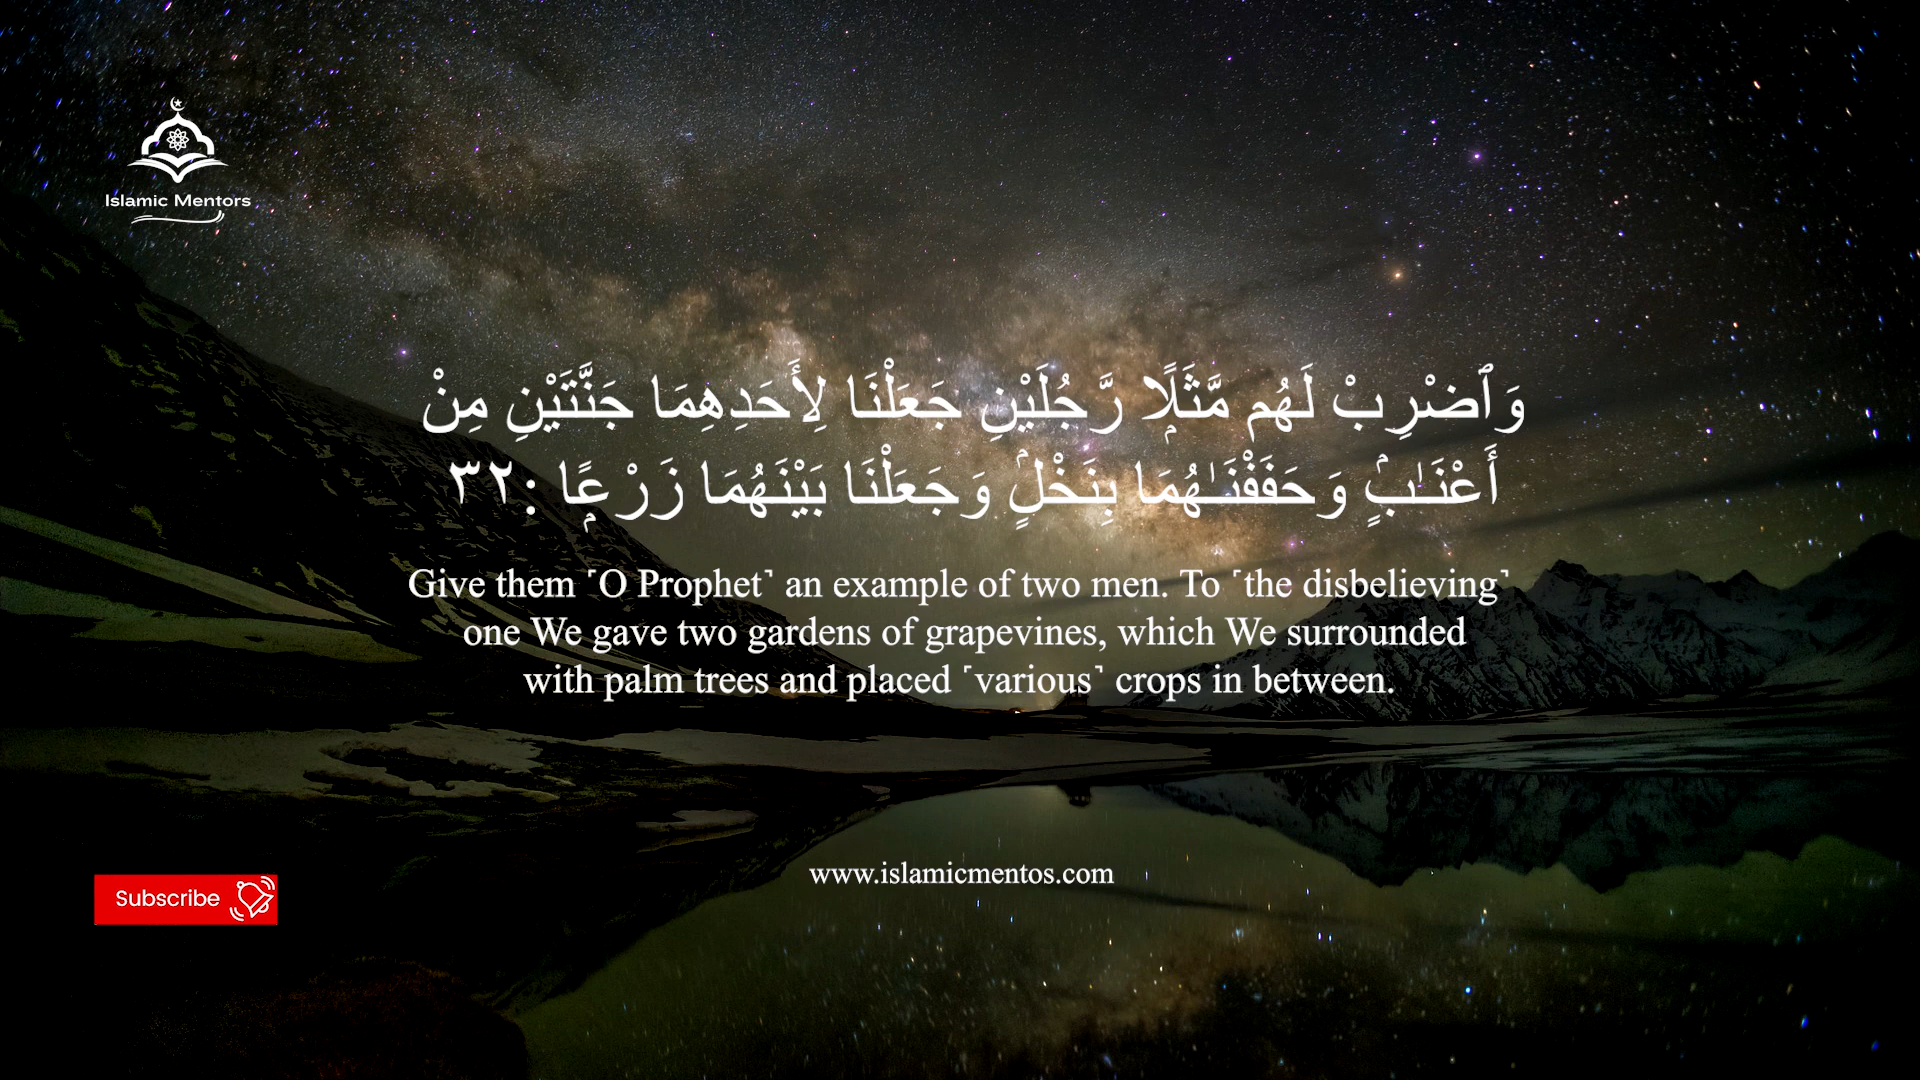 Islamic Mentors
وَٱضْرِبْ لَهُم مَّثَلًۭا رَّجُلَيْنِ جَعَلْنَا لِأَحَدِهِمَا جَنَّتَيْنِ مِنْ
أَعْنَـٰبٍۢ وَحَفَفْنَـٰهُمَا بِنَخْلٍۢ وَجَعَلْنَا بَيْنَهُمَا زَرْعًۭا :٣٢
Give them ˹O Prophet˺ an example of two men. To ˹the disbelieving˺
one We gave two gardens of grapevines, which We surrounded
with palm trees and placed ˹various˺ crops in between.
www.islamicmentos.com
Subscribe